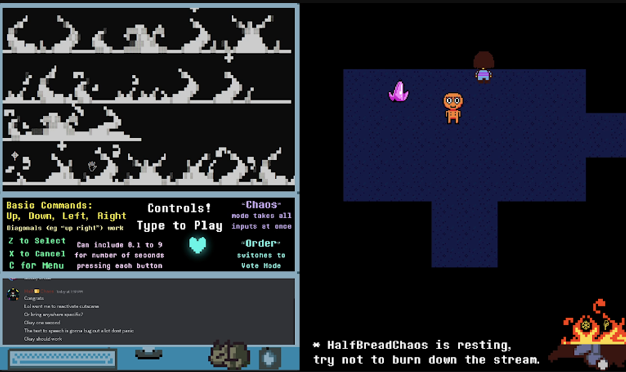 Basic Commands:
Up, Down, Left, Right
Diagonals (eg "up right") work
Z to Select
X to Cancel
C for Menu
Controls!
Type to Play
Can include 0.1 to 9
for number of seconds
pressing each button
~Chaos~
mode takes all
inputs at once
~Order~
switches to
Vote Mode
Congrats
Lol went to reactivate cutscene
Or bring anywhere specific?
Okay one second
The text to speech is gonna bug out a lot dont panic
Okay should work
* HalfBreadChaos is resting,
try not to burn down the stream.